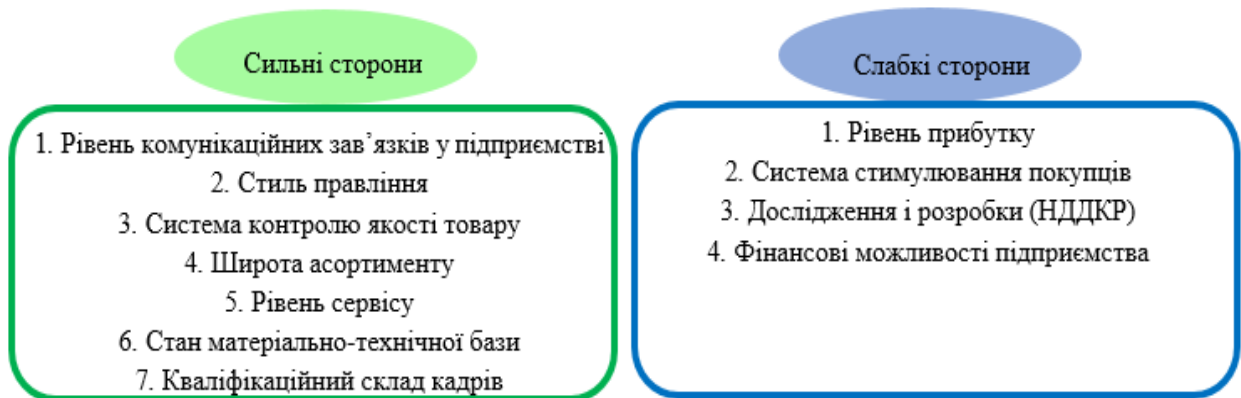 Сильні сторони
1. Рівень комунікаційних зав’язків у підприємстві
2. Стиль правління
3. Система контролю якості товару
4. Широта асортименту
5. Рівень сервісу
6. Стан матеріально-технічної бази
7. Кваліфікаційний склад кадрів
Слабкі сторони
1. Рівень прибутку
2. Система стимулювання покупців
3. Дослідження і розробки (НДДКР)
4. Фінансові можливості підприємства